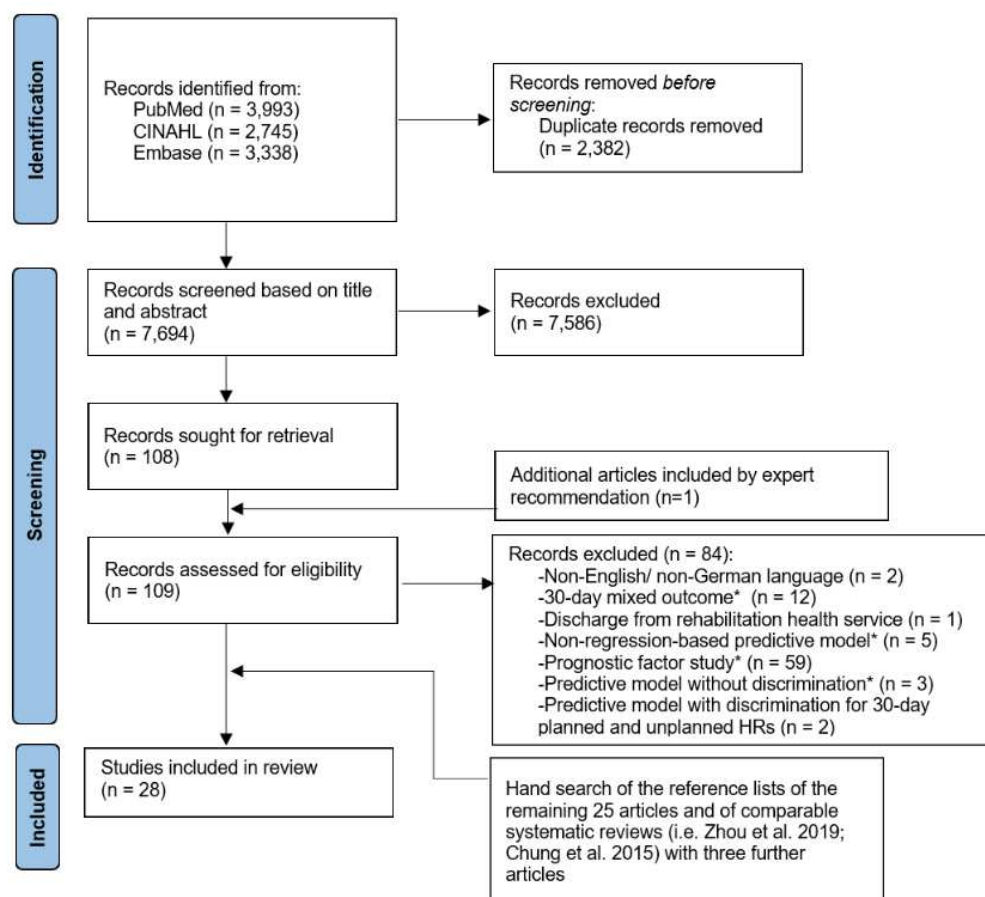 Identification
Records identified from:
PubMed (n = 3,993)
CINAHL (n = 2,745)
Embase (n = 3,338)
Records removed before
screening:
Duplicate records removed
(n = 2,382)
Screening
Records screened based on title
and abstract
(n = 7,694)
Records excluded
(n = 7,586)
Records sought for retrieval
(n = 108)
Additional articles included by expert
recommendation (n=1)
Records assessed for eligibility
(n = 109)
Records excluded (n = 84):
-Non-English/ non-German language (n = 2)
-30-day mixed outcome* (n = 12)
-Discharge from rehabilitation health service (n = 1)
-Non-regression-based predictive model* (n = 5)
-Prognostic factor study* (n = 59)
-Predictive model without discrimination* (n = 3)
-Predictive model with discrimination for 30-day
planned and unplanned HRs (n = 2)
Included
Studies included in review
(n = 28)
Hand search of the reference lists of the
remaining 25 articles and of comparable
systematic reviews (i.e. Zhou et al. 2019;
Chung et al. 2015) with three further
articles